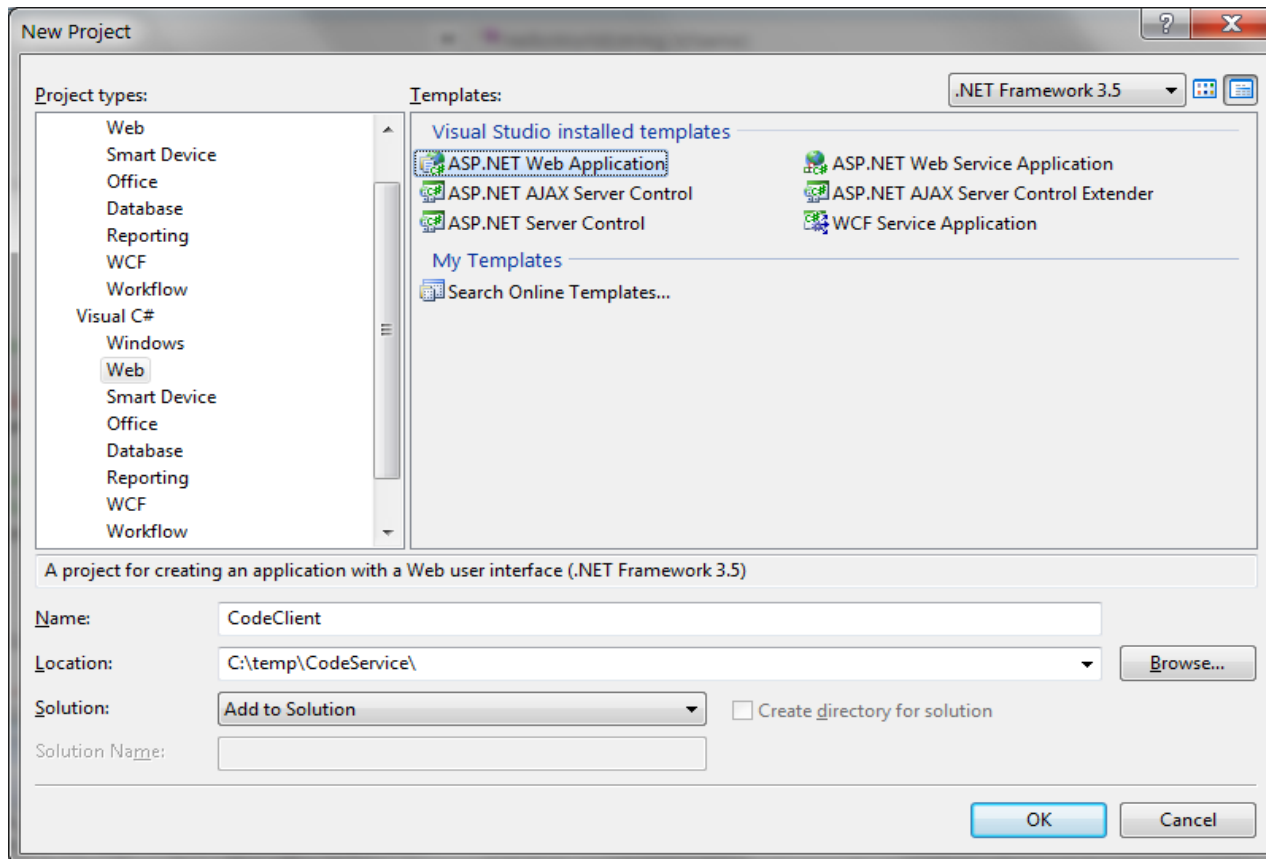 New Project
Project types:
Templates:
.NET Framework 3.5
Web
Smart Device
Office
Database
Reporting
WCF
Workflow
Visual C#
Windows
Web
Smart Device
Office
Database
Reporting
WCF
Workflow
Visual Studio installed templates
ASP.NET Web Application
ASP.NET Web Service Application
ASP.NET AJAX Server Control
ASP.NET AJAX Server Control Extender
ASP.NET Server Control
WCF Service Application
My Templates
Search Online Templates...
A project for creating an application with a Web user interface (.NET Framework 3.5)
Name:
CodeClient
Location:
C:\temp\CodeService\
Browse...
Solution:
Add to Solution
Create directory for solution
Solution Name:
OK
Cancel